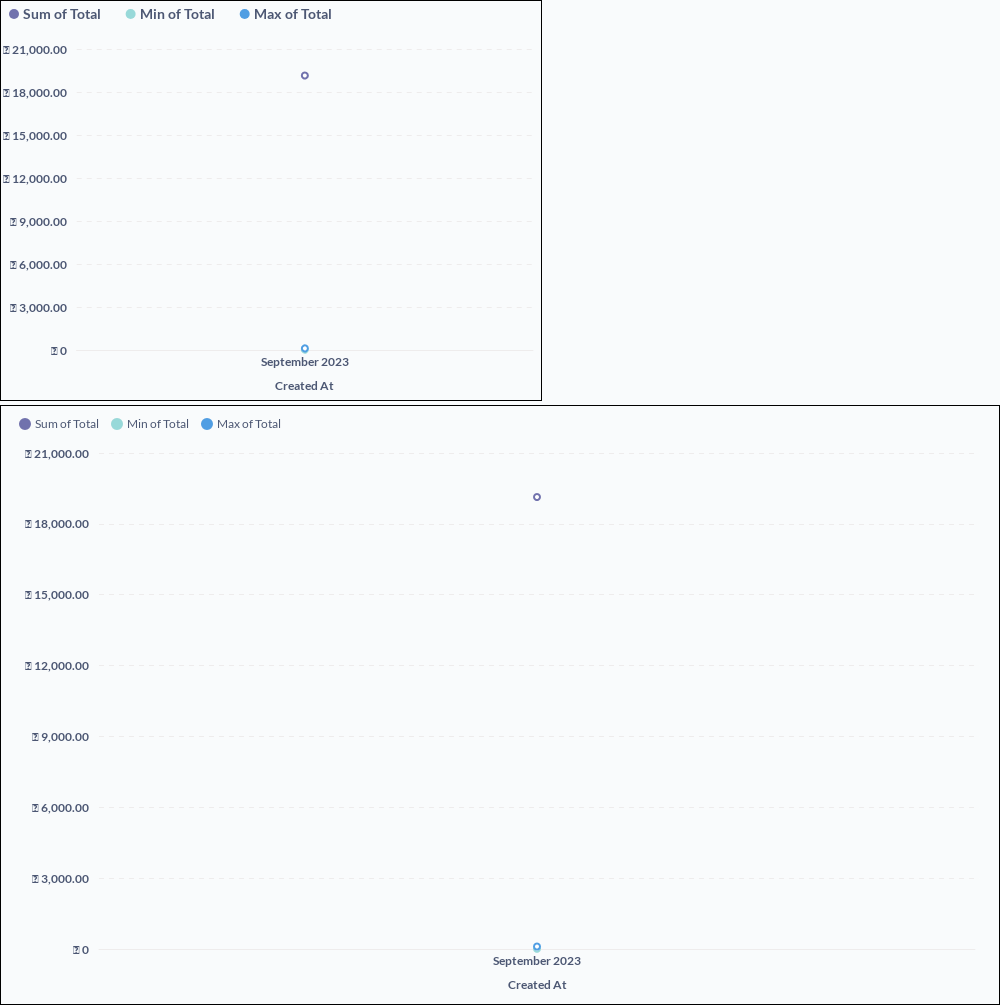 Sum of Total Min of Total Max of Total
21,000.00
18,000.00
15,000.00
12,000.00
9,000.00
6,000.00
3,000.00
0
September 2023
Created At
Sum of Total Min of Total Max of Total
21,000.00
18,000.00
15,000.00
12,000.00
9,000.00
6,000.00
3,000.00
0
September 2023
Created At